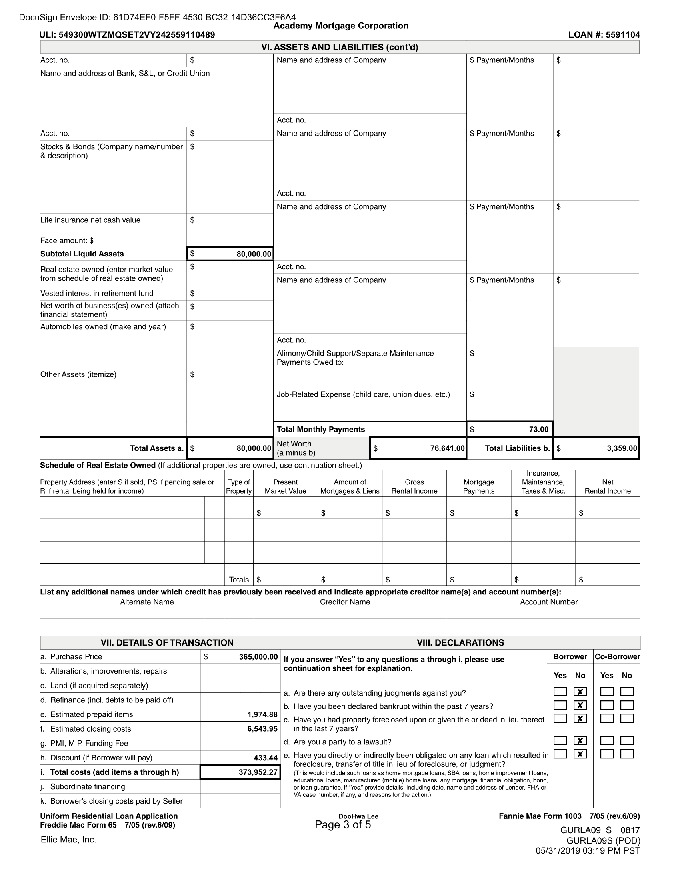 DocuSign Envelope ID: 61D74EF0-F5FF-4530-BC32-14D36CC3F6A4
Academy Mortgage Corporation
ULI: 549300WTZMQSET2VY242559110489 LOAN #: 5591104
VI. ASSETS AND LIABILITIES (cont'd)
Acct. no. $ Name and address of Company $ Payment/Months $
Name and address of Bank, S&L, or Credit Union
Acct. no.
Acct. no. $ Name and address of Company $ Payment/Months $
Stocks & Bonds (Company name/number $
& description)
Acct. no.
Name and address of Company $ Payment/Months $
Life insurance net cash value $
Face amount: $
Subtotal Liquid Assets $ 80,000.00
Real estate owned (enter market value $ Acct. no.
from schedule of real estate owned) Name and address of Company $ Payment/Months $
Vested interest in retirement fund $
Net worth of business(es) owned (attach $
financial statement)
Automobiles owned (make and year) $
Acct. no.
Alimony/Child Support/Separate Maintenance $
Payments Owed to:
Other Assets (itemize) $
Job-Related Expense (child care, union dues, etc.) $
Total Monthly Payments $ 73.00
Total Assets a. $ 80,000.00 Net Worth $ 76,641.00 Total Liabilities b. $ 3,359.00
(a minus b)
Schedule of Real Estate Owned (If additional properties are owned, use continuation sheet.)
Property Address (enter S if sold, PS if pending sale or R if rental being held for income) Type of Property Present Market Value Amount of Mortgages & Liens Gross Rental Income Mortgage Payments Insurance, Maintenance, Taxes & Misc. Net Rental Income
$ $ $ $ $ $
Totals $ $ $ $ $ $
List any additional names under which credit has previously been received and indicate appropriate creditor name(s) and account number(s):
Alternate Name Creditor Name Account Number
VII. DETAILS OF TRANSACTION VIII. DECLARATIONS
a. Purchase Price $ 365,000.00
b. Alterations, improvements, repairs
c. Land (if acquired separately)
d. Refinance (incl. debts to be paid off)
e. Estimated prepaid items 1,974.88
f. Estimated closing costs 6,543.95
g. PMI, MIP, Funding Fee
h. Discount (if Borrower will pay) 433.44
i. Total costs (add items a through h) 373,952.27
j. Subordinate financing
k. Borrower's closing costs paid by Seller
If you answer "Yes" to any questions a through i, please use Borrower Co-Borrower
continuation sheet for explanation. Yes No Yes No
a. Are there any outstanding judgments against you? X
b. Have you been declared bankrupt within the past 7 years? X
c. Have you had property foreclosed upon or given title or deed in lieu thereof X
in the last 7 years?
d. Are you a party to a lawsuit? X
e. Have you directly or indirectly been obligated on any loan which resulted in X
foreclosure, transfer of title in lieu of foreclosure, or judgment?
(This would include such loans as home mortgage loans, SBA loans, home improvement loans,
educational loans, manufactured (mobile) home loans, any mortgage, financial obligation, bond,
or loan guarantee. If "Yes," provide details, including date, name and address of Lender, FHA or
VA case number, if any, and reasons for the action.)
Uniform Residential Loan Application DooHwa Lee Fannie Mae Form 1003 7/05 (rev.6/09)
Freddie Mac Form 65 7/05 (rev.6/09) Page 3 of 5
GURLA09_S 0817
Ellie Mae, Inc. GURLA09S (POD)
05/31/2019 03:19 PM PST